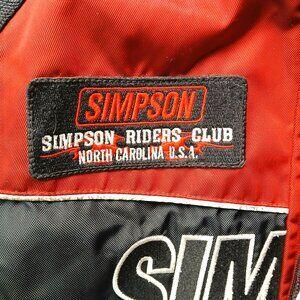 SIMPSON
SIMPSON RIDERS CLUB
NORTH CAROLINA U.S.A.
SIM